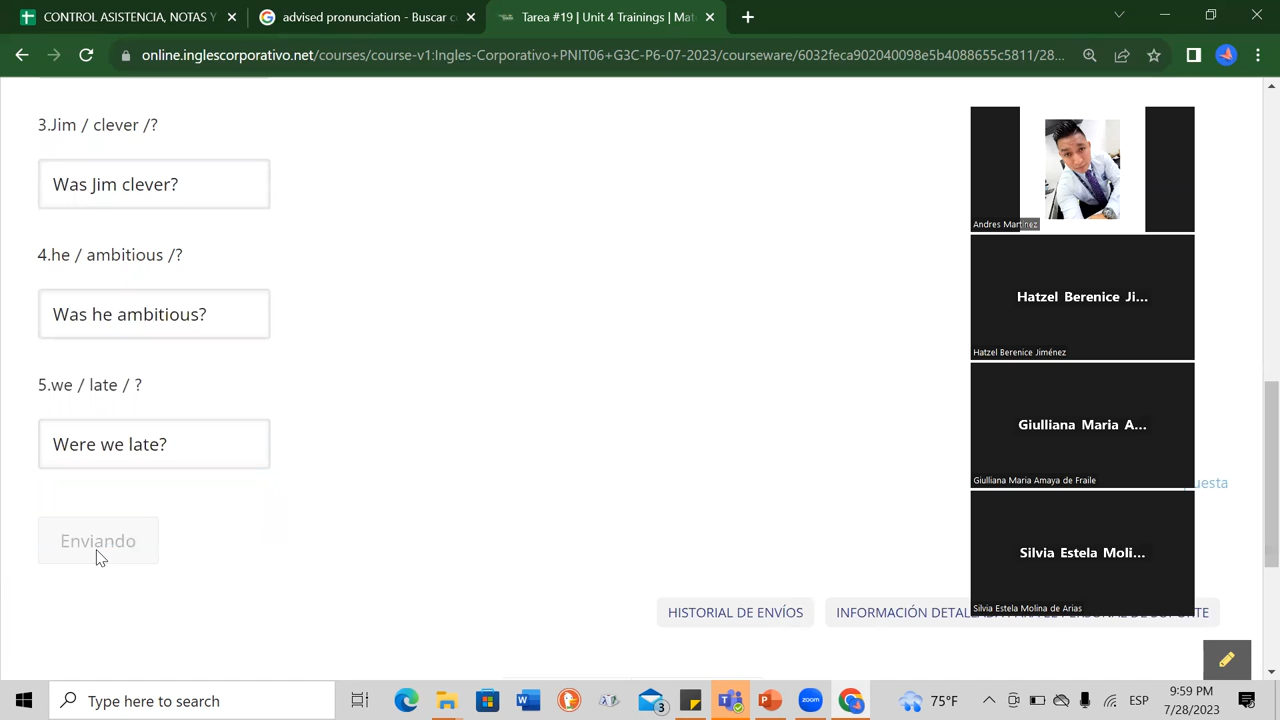 CONTROL ASISTENCIA, NOTAS Y
advised pronunciation - Buscar c
Tarea #19 | Unit 4 Trainings | Mat
online.inglescorporativo.net/courses/course-v1:Ingles-Corporativo+PNIT06+G3C-P6-07-2023/courseware/6032feca902040098e5b4088655c5811/28...
3.Jim / clever /?
Was Jim clever?
4.he / ambitious /?
Was he ambitious?
5.we / late / ?
Were we late?
Enviando
HISTORIAL DE ENVÍOS
Andres Martinez
Hatzel Berenice Ji...
Hatzel Berenice Jiménez
Giulliana Maria A...
Giulliana Maria Amaya de Fraile
uesta
Silvia Estela Moli...
Silvia Estela Molina de Arias
Type here to search
3
zoom
75°F
ESP
9:59 PM
7/28/2023